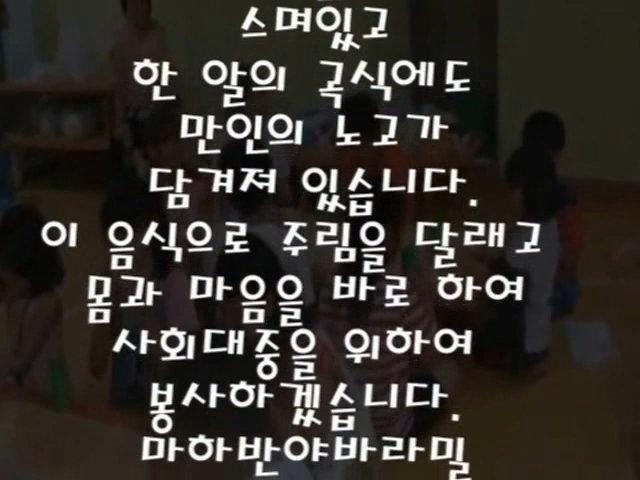 스며있고
한 알의 곡식에도
만인의 노고가
담겨져 있습니다.
이 음식으로 주림을 달래고
몸과 마음을 바로 하여
사회대중을 위하여
봉사하겠습니다.
마하반야바라밀